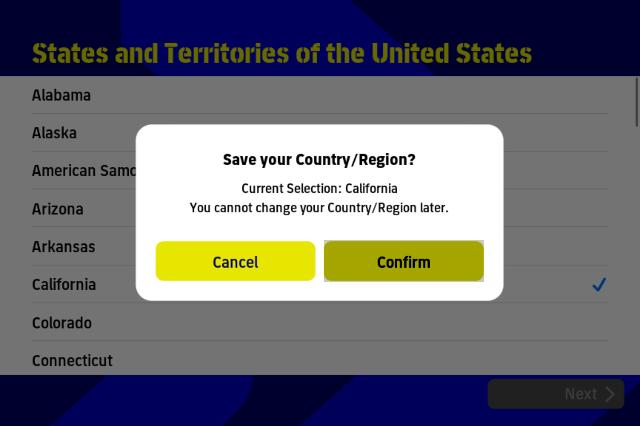 States and Territories of the United States
Alabama
Alaska
American Samo
Arizona
Arkansas
California
Colorado
Connecticut
Save your Country/Region?
Current Selection: California
You cannot change your Country/Region later.
Cancel
Confirm
Next